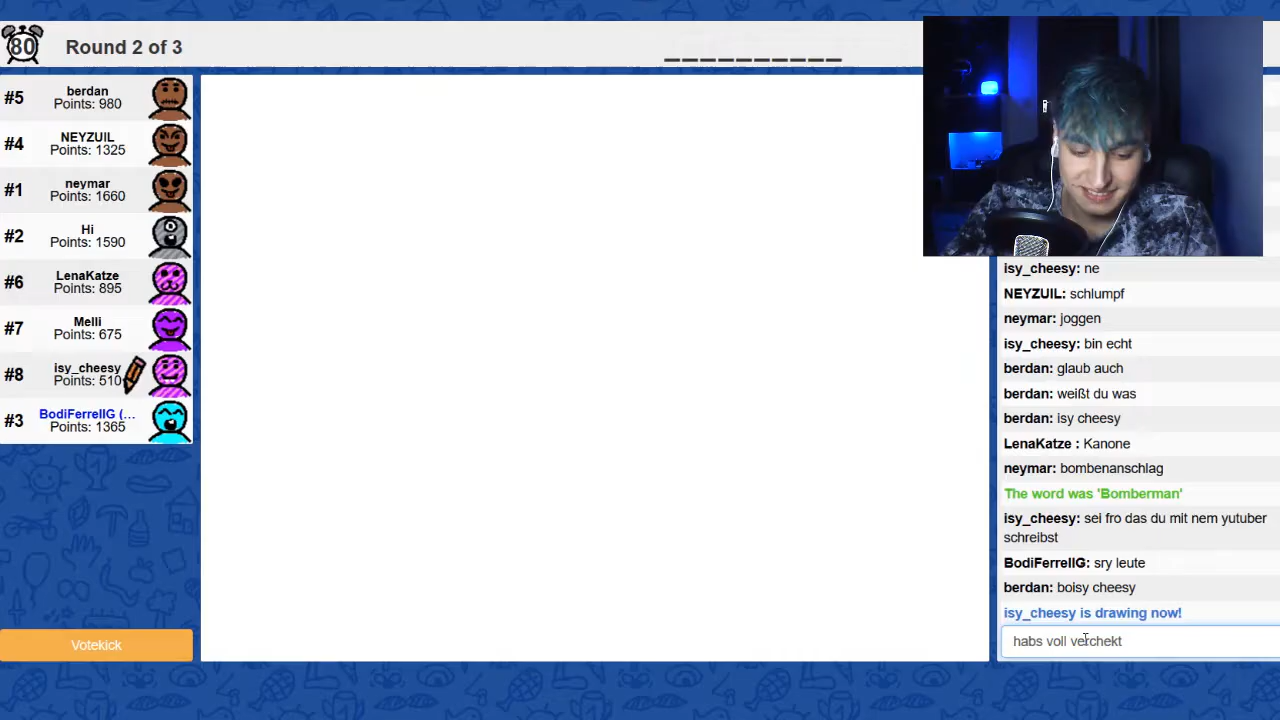 80
Round 2 of 3
__________
#5
berdan
Points: 980
#4
NEYZUIL
Points: 1325
#1
neymar
Points: 1660
#2
Hi
Points: 1590
#6
LenaKatze
Points: 895
#7
Melli
Points: 675
#8
isy_cheesy
Points: 510
#3
BodiFerrellG (...
Points: 1365
Votekick
isy_cheesy: ne
NEYZUIL: schlumpf
neymar: joggen
isy_cheesy: bin echt
berdan: glaub auch
berdan: weißt du was
berdan: isy cheesy
LenaKatze : Kanone
neymar: bombenanschlag
The word was 'Bomberman'
isy_cheesy: sei fro das du mit nem yutuber
schreibst
BodiFerrellG: sry leute
berdan: boisy cheesy
isy_cheesy is drawing now!
habs voll verchekt